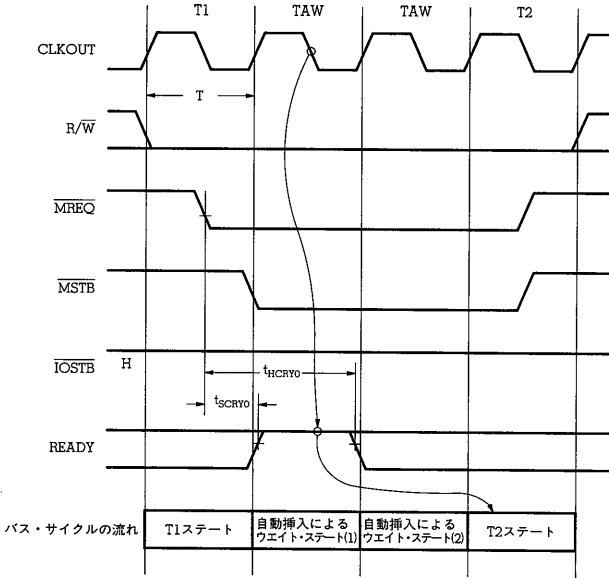 T1 TAW TAW T2
CLKOUT
T
R/W̅
M̅R̅E̅Q̅
M̅S̅T̅B̅
I̅O̅S̅T̅B̅ H
tHCRY0
tSCRY0
READY
バス・サイクルの流れ
T1ステート
自動挿入による
ウエイト・ステート(1)
自動挿入による
ウエイト・ステート(2)
T2ステート